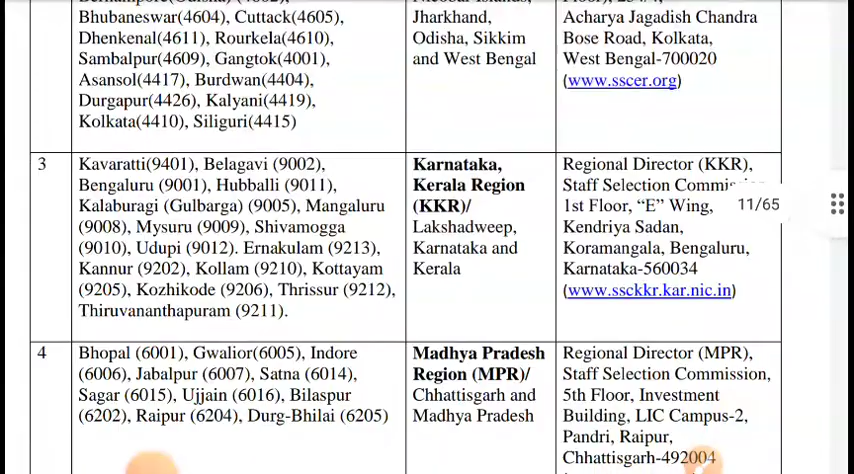 Bhubaneswar(4604), Cuttack(4605),
Dhenkenal(4611), Rourkela(4610),
Sambalpur(4609), Gangtok(4001),
Asansol(4417), Burdwan(4404),
Durgapur(4426), Kalyani(4419),
Kolkata(4410), Siliguri(4415)
Jharkhand,
Odisha, Sikkim
and West Bengal
Acharya Jagadish Chandra
Bose Road, Kolkata,
West Bengal-700020
(www.sscer.org)
3
Kavaratti(9401), Belagavi (9002),
Bengaluru (9001), Hubballi (9011),
Kalaburagi (Gulbarga) (9005), Mangaluru
(9008), Mysuru (9009), Shivamogga
(9010), Udupi (9012). Ernakulam (9213),
Kannur (9202), Kollam (9210), Kottayam
(9205), Kozhikode (9206), Thrissur (9212),
Thiruvananthapuram (9211).
Karnataka,
Kerala Region
(KKR)/
Lakshadweep,
Karnataka and
Kerala
Regional Director (KKR),
Staff Selection
1st Floor, “E” Wing,
Kendriya Sadan,
Koramangala, Bengaluru,
Karnataka-560034
(www.ssckkr.kar.nic.in)
11/65
4
Bhopal (6001), Gwalior(6005), Indore
(6006), Jabalpur (6007), Satna (6014),
Sagar (6015), Ujjain (6016), Bilaspur
(6202), Raipur (6204), Durg-Bhilai (6205)
Madhya Pradesh
Region (MPR)/
Chhattisgarh and
Madhya Pradesh
Regional Director (MPR),
Staff Selection Commission,
5th Floor, Investment
Building, LIC Campus-2,
Pandri, Raipur,
Chhattisgarh-492004